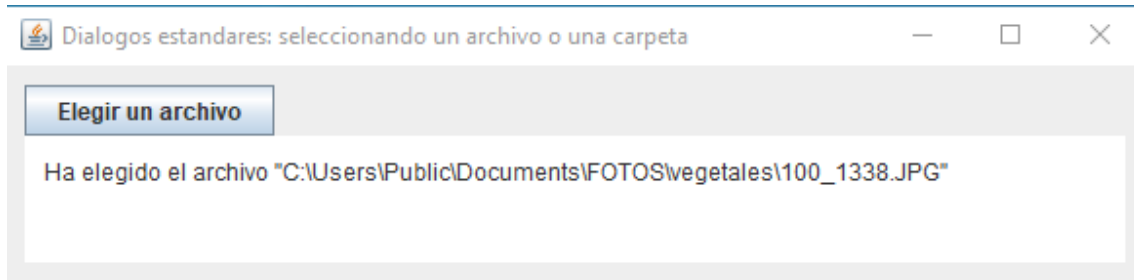 Dialogos estandares: seleccionando un archivo o una carpeta
Elegir un archivo
Ha elegido el archivo "C:\Users\Public\Documents\FOTOS\vegetales\100_1338.JPG"